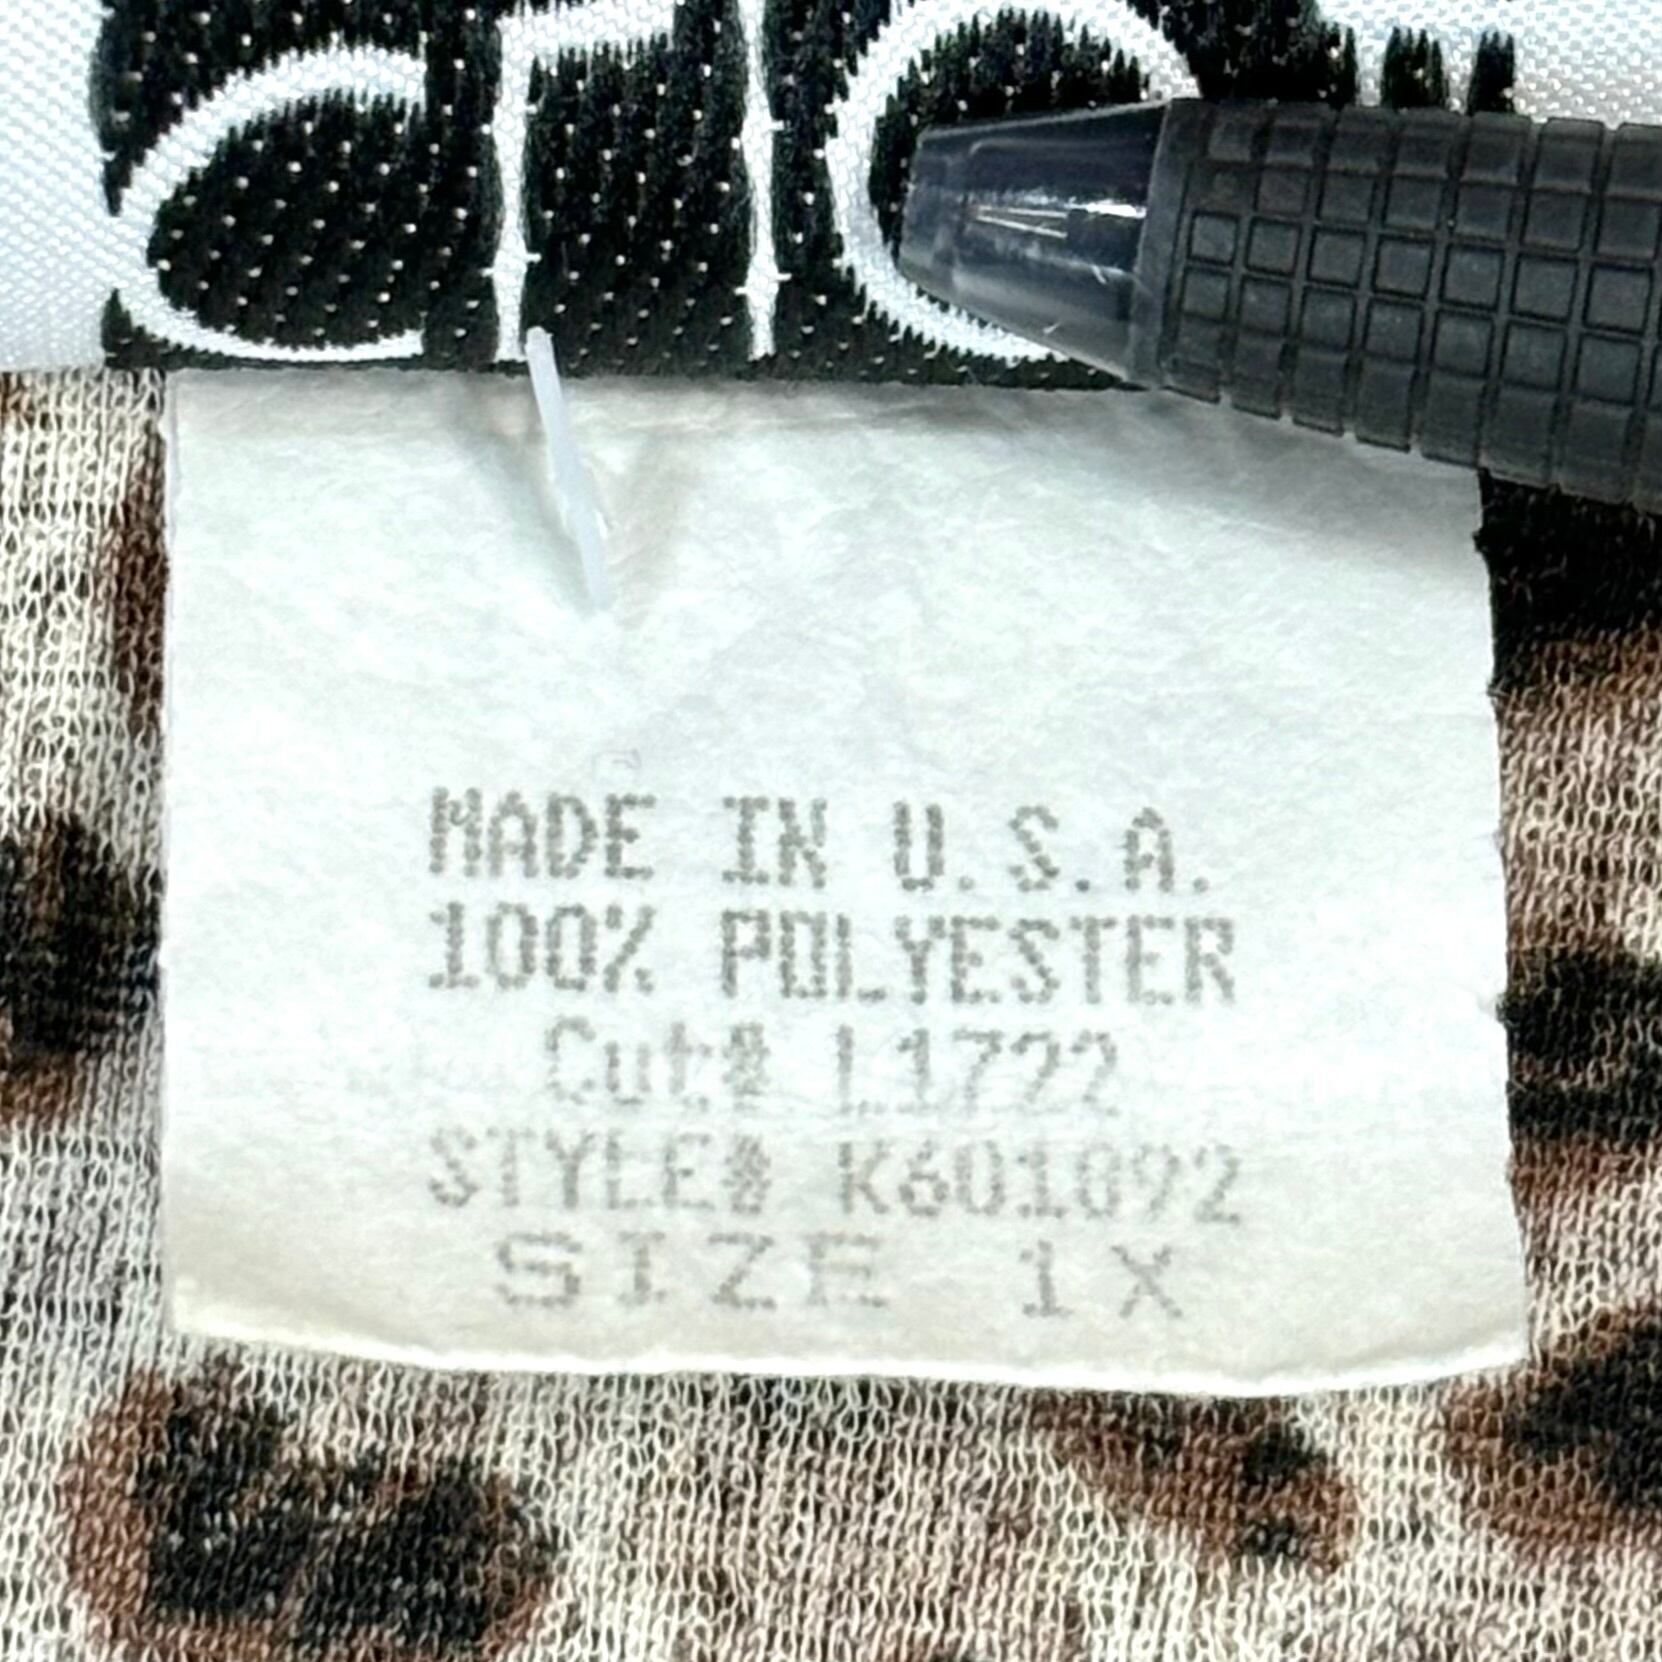 MADE IN U.S.A.
100% POLYESTER
Cut# L1722
STYLE# K601092
SIZE 1X